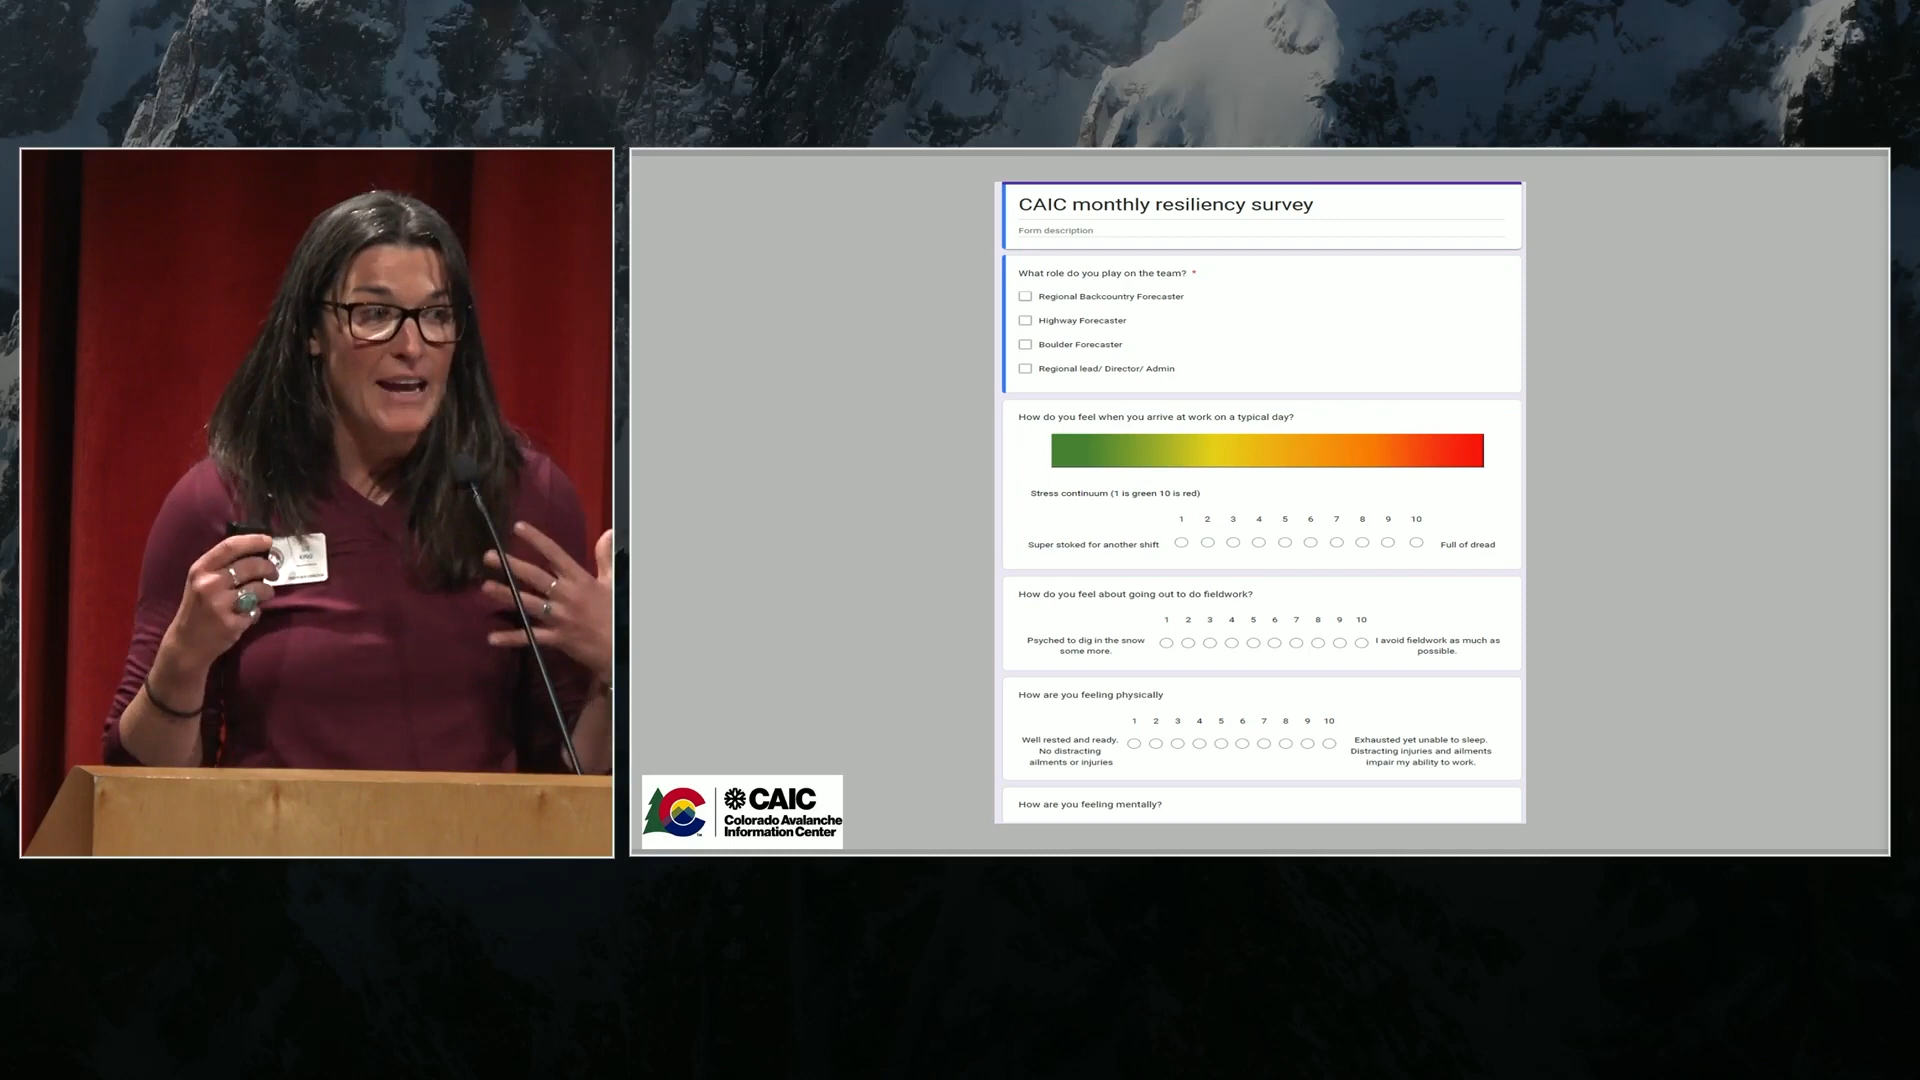 CAIC monthly resiliency survey
Form description
What role do you play on the team? *
Regional Backcountry Forecaster
Highway Forecaster
Boulder Forecaster
Regional lead/ Director/ Admin
How do you feel when you arrive at work on a typical day?
Stress continuum (1 is green 10 is red)
1 2 3 4 5 6 7 8 9 10
Super stoked for another shift Full of dread
How do you feel about going out to do fieldwork?
1 2 3 4 5 6 7 8 9 10
Psyched to dig in the snow I avoid fieldwork as much as
some more. possible.
How are you feeling physically
1 2 3 4 5 6 7 8 9 10
Well rested and ready. Exhausted yet unable to sleep.
No distracting Distracting injuries and ailments
ailments or injuries impair my ability to work.
How are you feeling mentally?
CAIC
Colorado Avalanche
Information Center